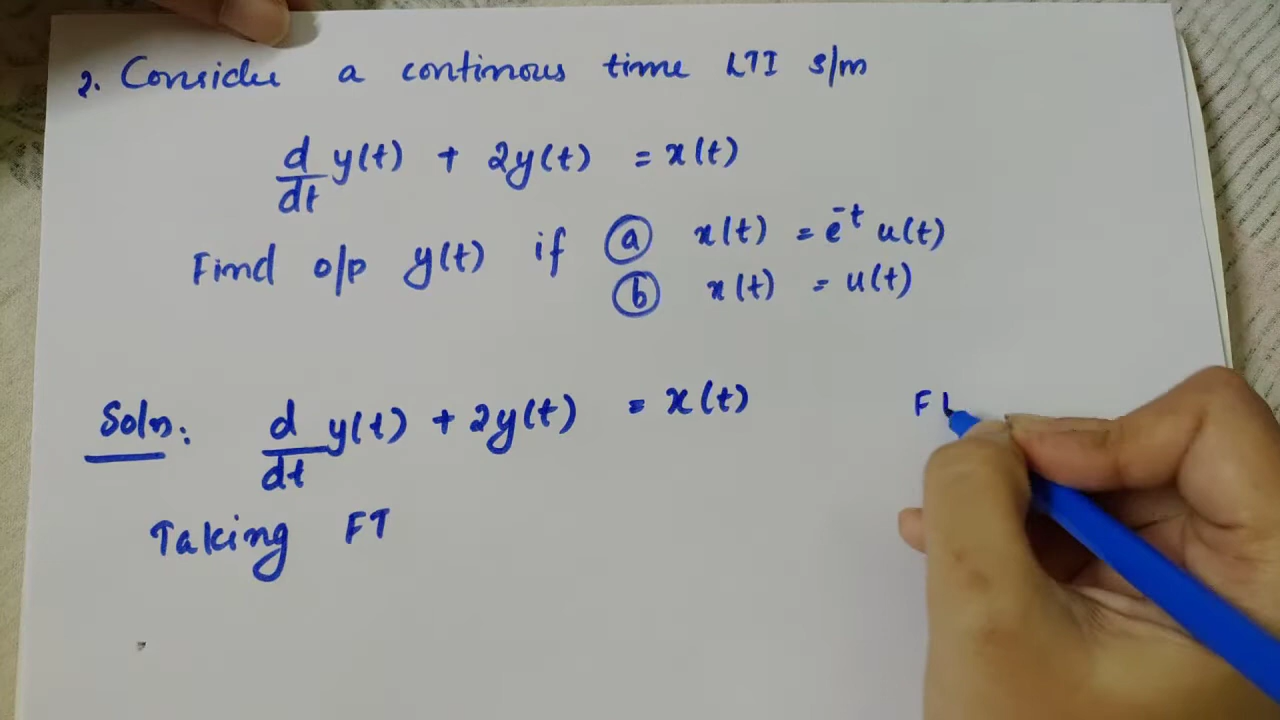 2. Consider a continous time LTI s/m
d/dt y(t) + 2y(t) = x(t)
Find o/p y(t) if ⓐ x(t) = e^-t u(t)
ⓑ x(t) = u(t)
Soln: d/dt y(t) + 2y(t) = x(t)
Taking FT